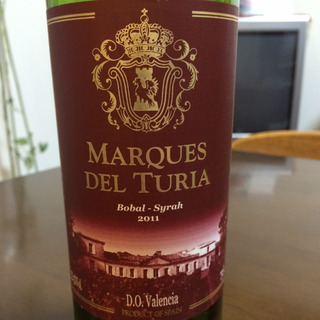 MARQUES
DEL TURIA
Bobal - Syrah
2011
D.O. Valencia
PRODUCT OF SPAIN